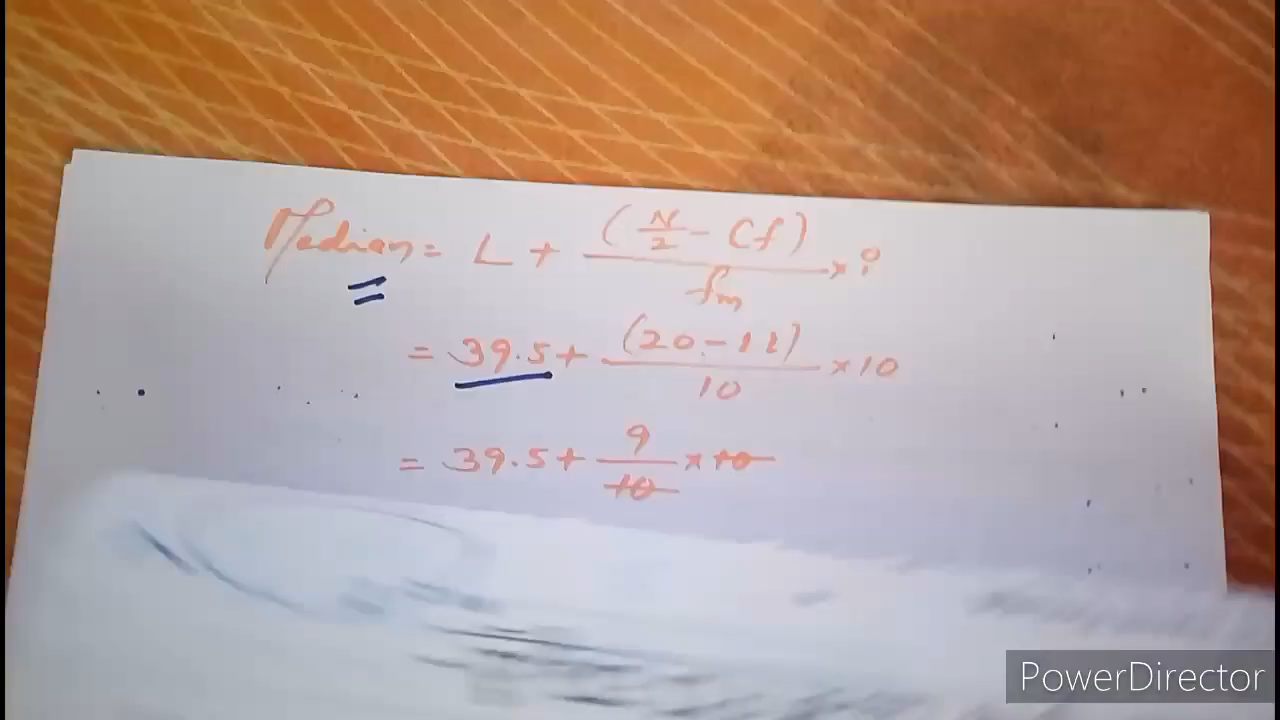 Median = L + (N/2 - Cf)/fm × i
= 39.5 + (20 - 11)/10 × 10
= 39.5 + 9/10 × 10
PowerDirector